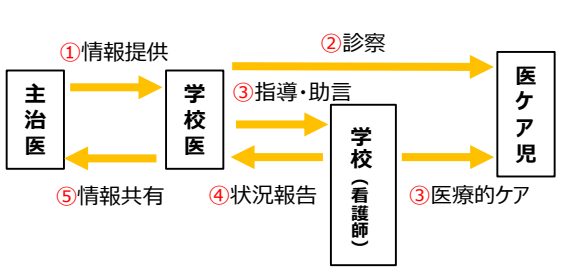 ①情報提供
②診察
主治医
学校医
医ケア児
③指導・助言
学校（看護師）
⑤情報共有
④状況報告
③医療的ケア